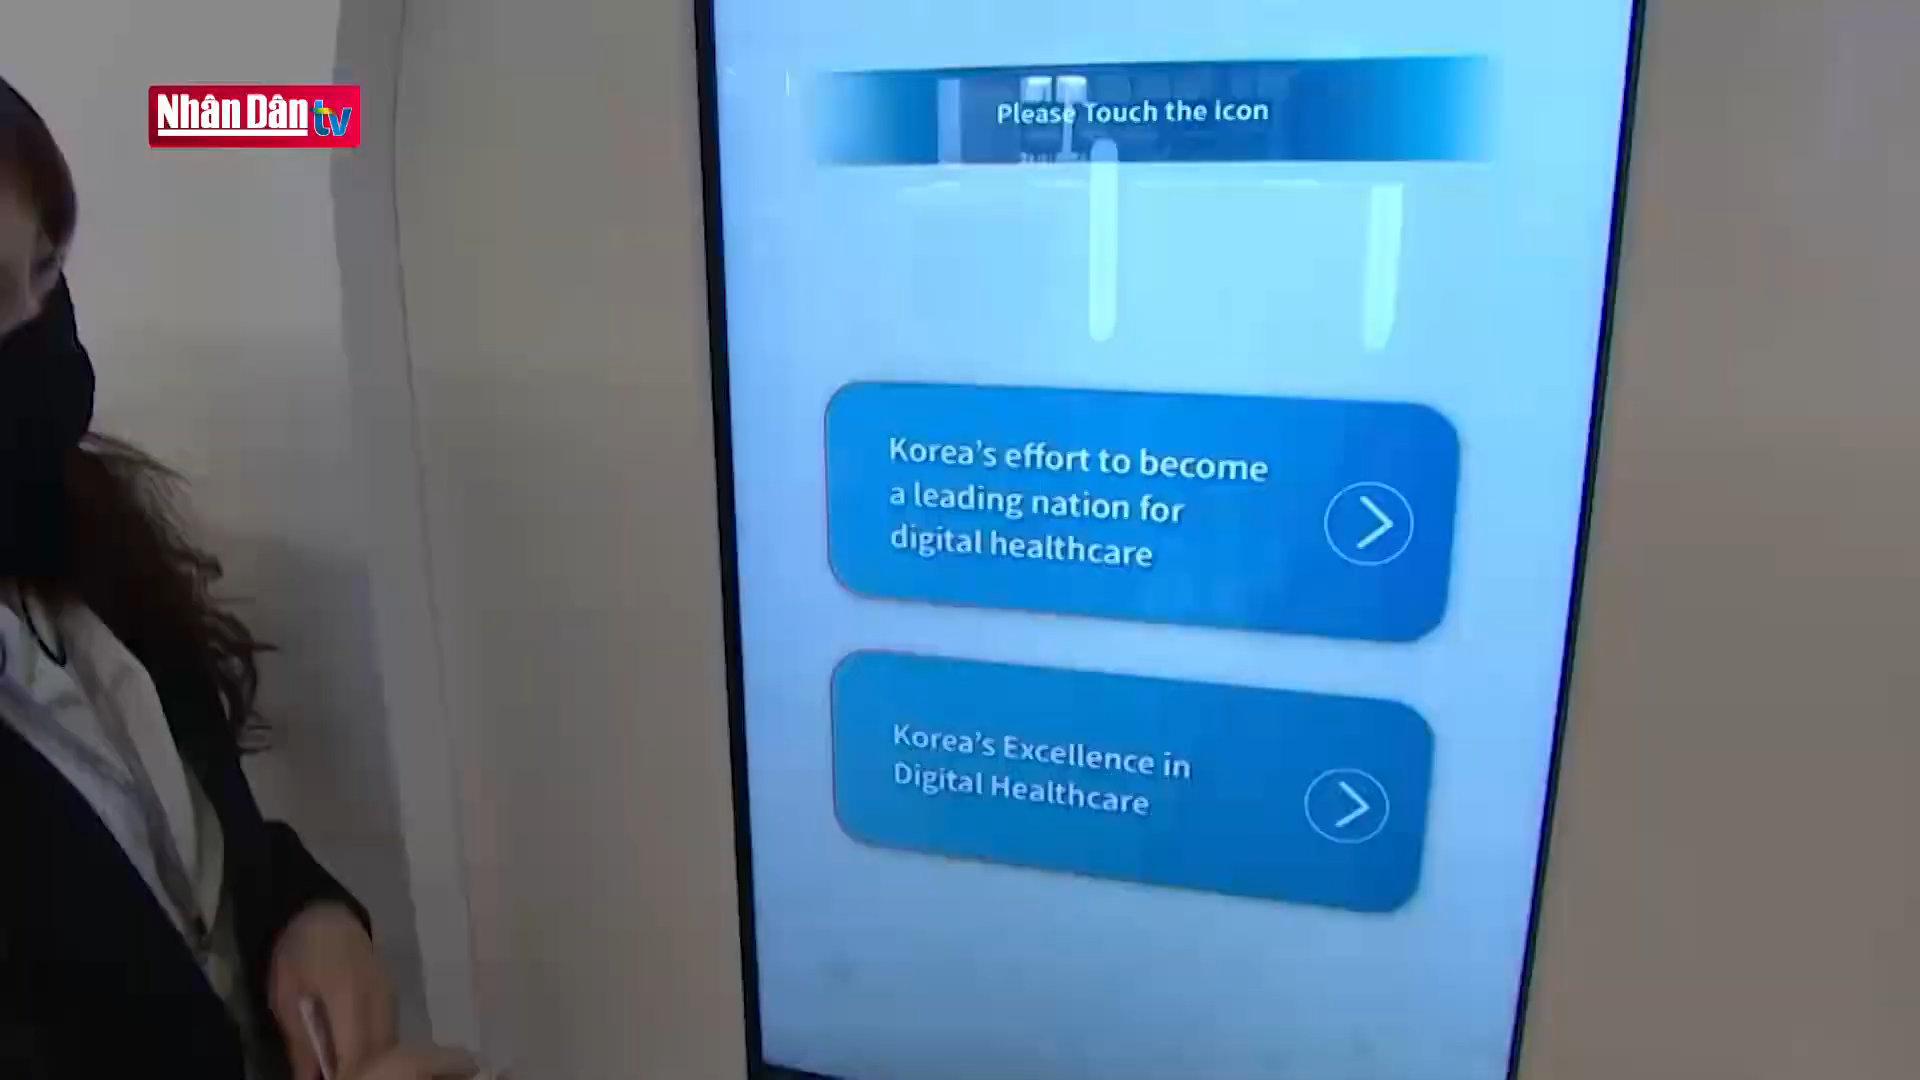 Nhân Dân tv
Please Touch the icon
Korea's effort to become
a leading nation for
digital healthcare
Korea's Excellence in
Digital Healthcare